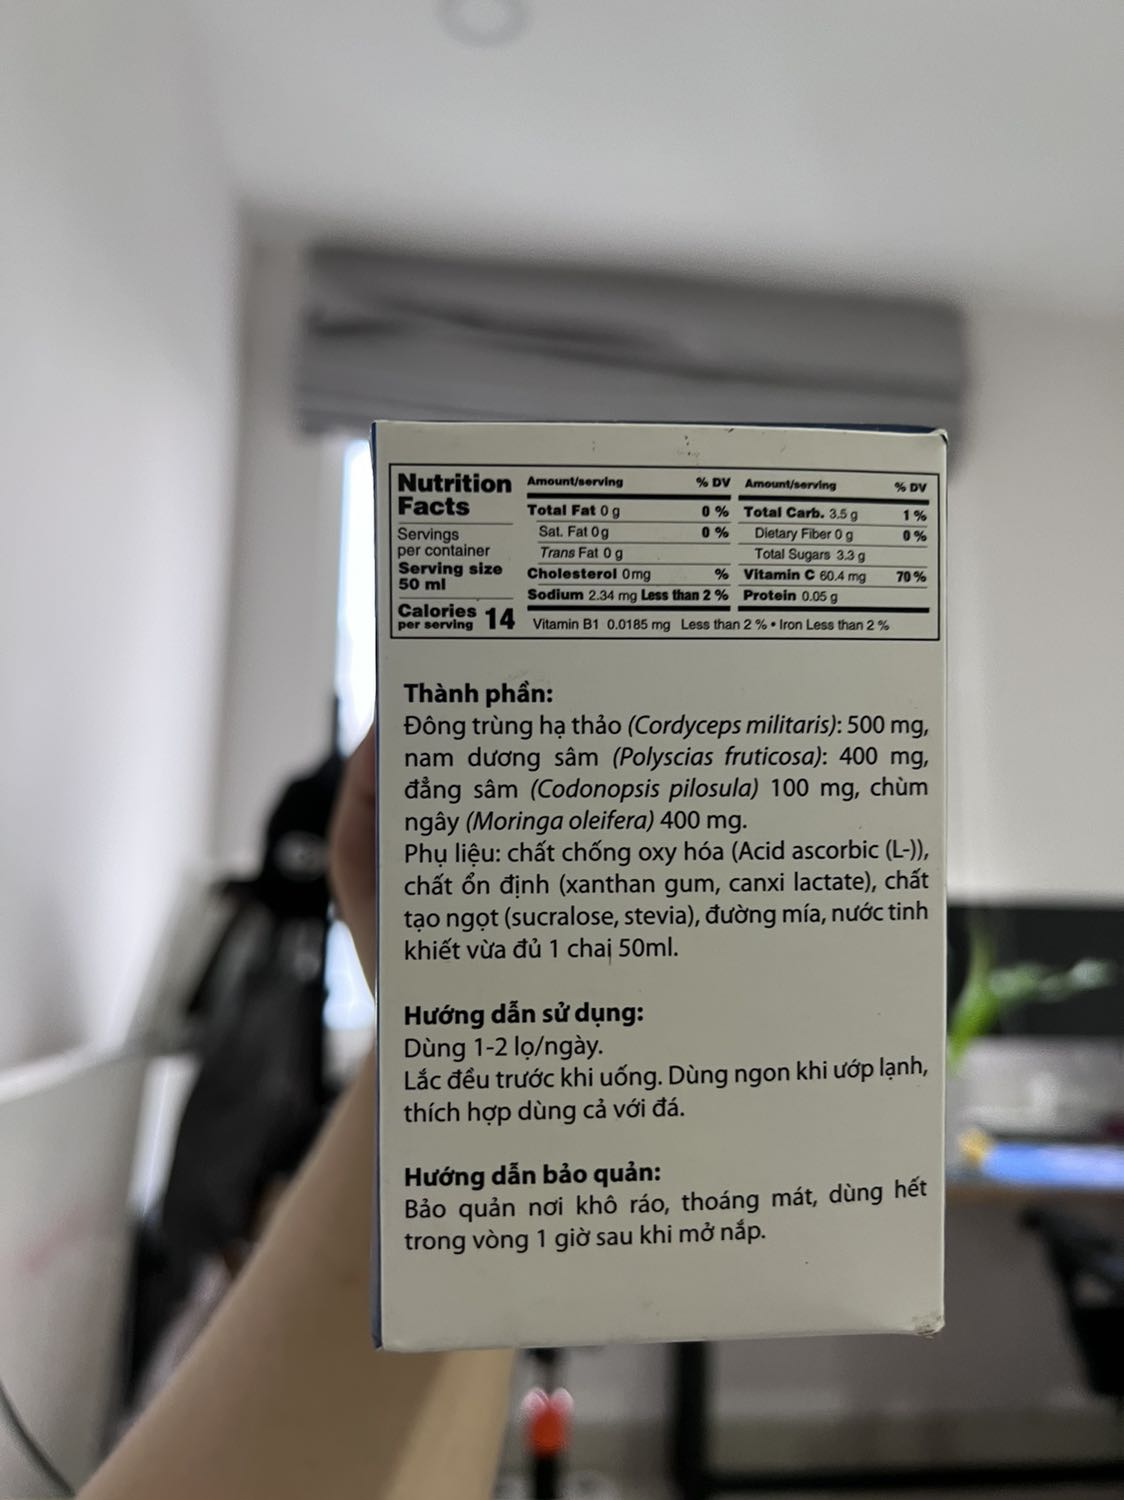 Nutrition
Facts
Servings
per container
Serving size
50 ml
Calories
per serving 14
Amount/serving % DV
Total Fat 0 g 0 %
Sat. Fat 0g 0 %
Trans Fat 0 g
Cholesterol 0mg %
Sodium 2.34 mg Less than 2 %
Amount/serving % DV
Total Carb. 3.5 g 1 %
Dietary Fiber 0 g 0 %
Total Sugars 3.3 g
Vitamin C 60.4 mg 70 %
Protein 0.05 g
Vitamin B1 0.0185 mg Less than 2 % • Iron Less than 2 %
Thành phần:
Đông trùng hạ thảo (Cordyceps militaris): 500 mg,
nam dương sâm (Polyscias fruticosa): 400 mg,
đẳng sâm (Codonopsis pilosula) 100 mg, chùm
ngây (Moringa oleifera) 400 mg.
Phụ liệu: chất chống oxy hóa (Acid ascorbic (L-)),
chất ổn định (xanthan gum, canxi lactate), chất
tạo ngọt (sucralose, stevia), đường mía, nước tinh
khiết vừa đủ 1 chai 50ml.
Hướng dẫn sử dụng:
Dùng 1-2 lọ/ngày.
Lắc đều trước khi uống. Dùng ngon khi ướp lạnh,
thích hợp dùng cả với đá.
Hướng dẫn bảo quản:
Bảo quản nơi khô ráo, thoáng mát, dùng hết
trong vòng 1 giờ sau khi mở nắp.